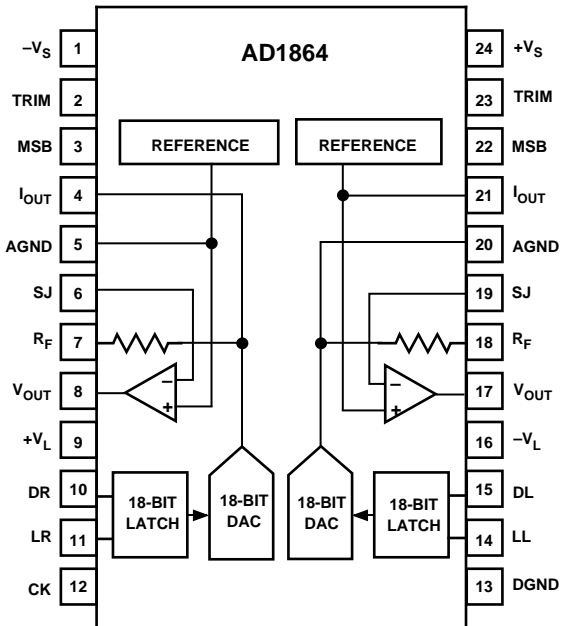 AD1864
–VS 1
TRIM 2
MSB 3
IOUT 4
AGND 5
SJ 6
RF 7
VOUT 8
+VL 9
DR 10
LR 11
CK 12
REFERENCE
REFERENCE
–
+
–
+
18-BIT
LATCH
18-BIT
DAC
18-BIT
DAC
18-BIT
LATCH
24 +VS
23 TRIM
22 MSB
21 IOUT
20 AGND
19 SJ
18 RF
17 VOUT
16 –VL
15 DL
14 LL
13 DGND